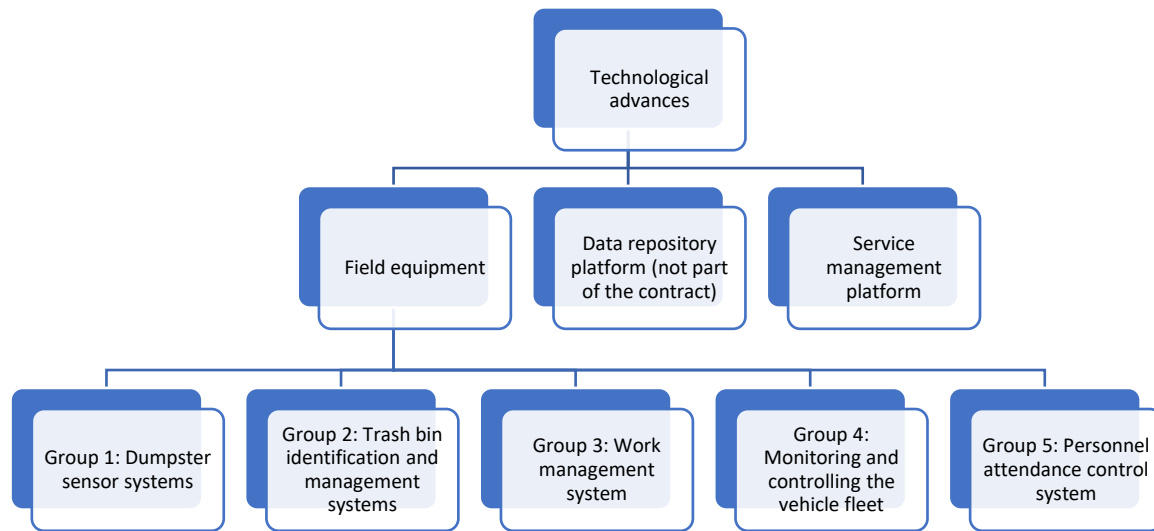 Technological
advances
Field equipment
Data repository
platform (not part
of the contract)
Service
management
platform
Group 1: Dumpster
sensor systems
Group 2: Trash bin
identification and
management
systems
Group 3: Work
management
system
Group 4:
Monitoring and
controlling the
vehicle fleet
Group 5: Personnel
attendance control
system